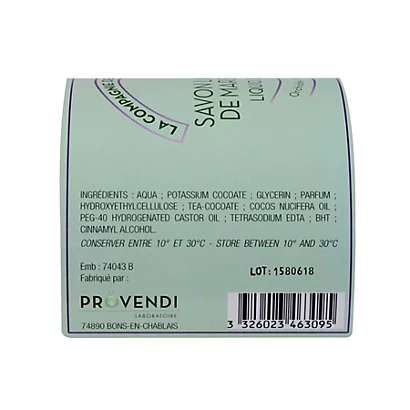 LA COMPAGNIE
SAVON
DE MAR
LIQUID
INGRÉDIENTS : AQUA ; POTASSIUM COCOATE ; GLYCERIN ; PARFUM ;
HYDROXYETHYLCELLULOSE ; TEA-COCOATE ; COCOS NUCIFERA OIL ;
PEG-40 HYDROGENATED CASTOR OIL ; TETRASODIUM EDTA ; BHT ;
CINNAMYL ALCOHOL.
CONSERVER ENTRE 10° ET 30°C - STORE BETWEEN 10° AND 30°C
Emb : 74043 B
LOT: 1580618
Fabriqué par :
PROVENDI
LABORATOIRE
74890 BONS-EN-CHABLAIS
3 326023 463095